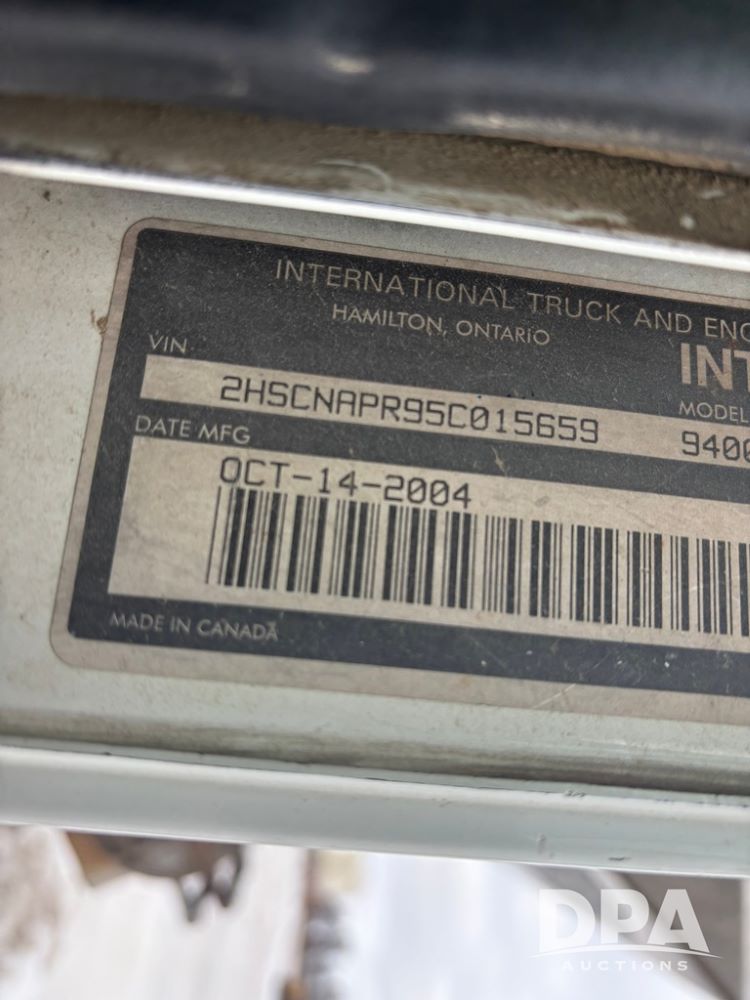 INTERNATIONAL TRUCK AND ENG
HAMILTON, ONTARIO
INT
VIN
2HSCNAPR95C015659
MODEL
9400
DATE MFG
OCT-14-2004
MADE IN CANADA
DPA
AUCTIONS